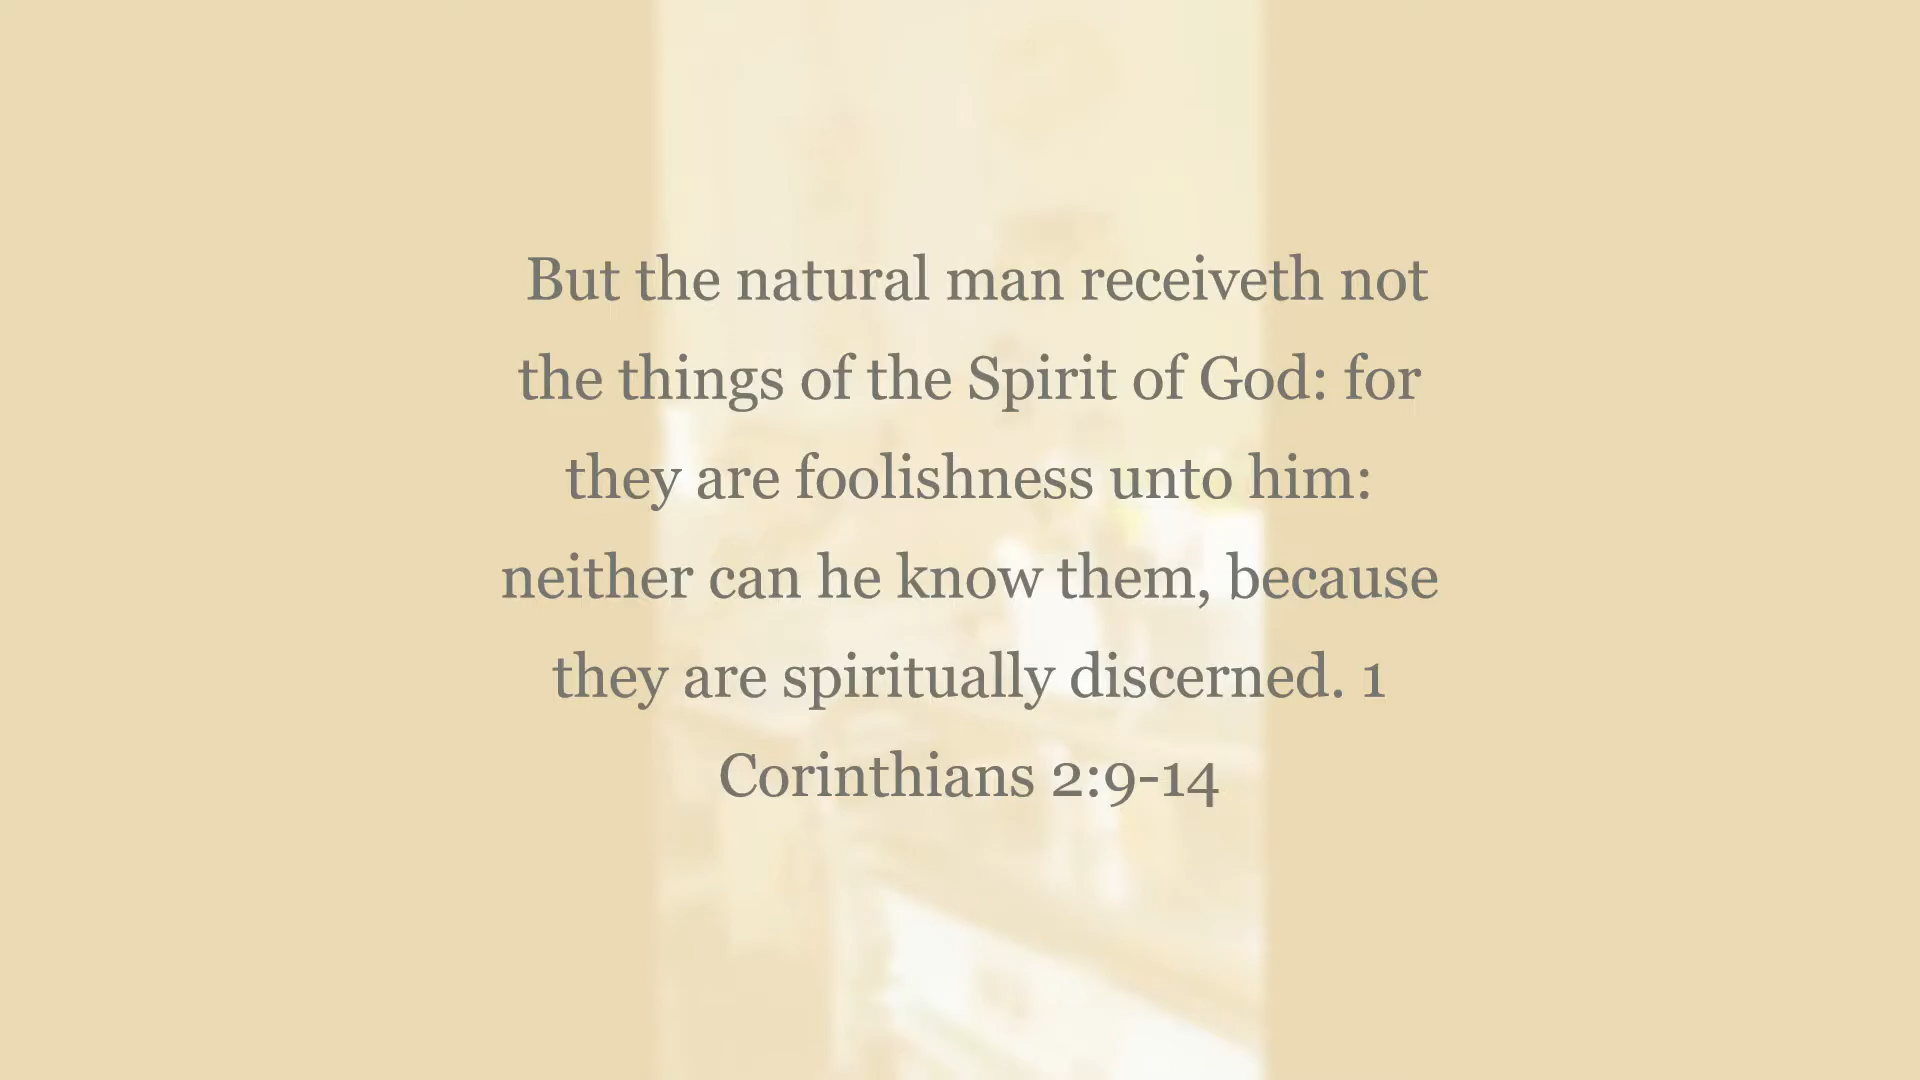 But the natural man receiveth not
the things of the Spirit of God: for
they are foolishness unto him:
neither can he know them, because
they are spiritually discerned. 1
Corinthians 2:9-14